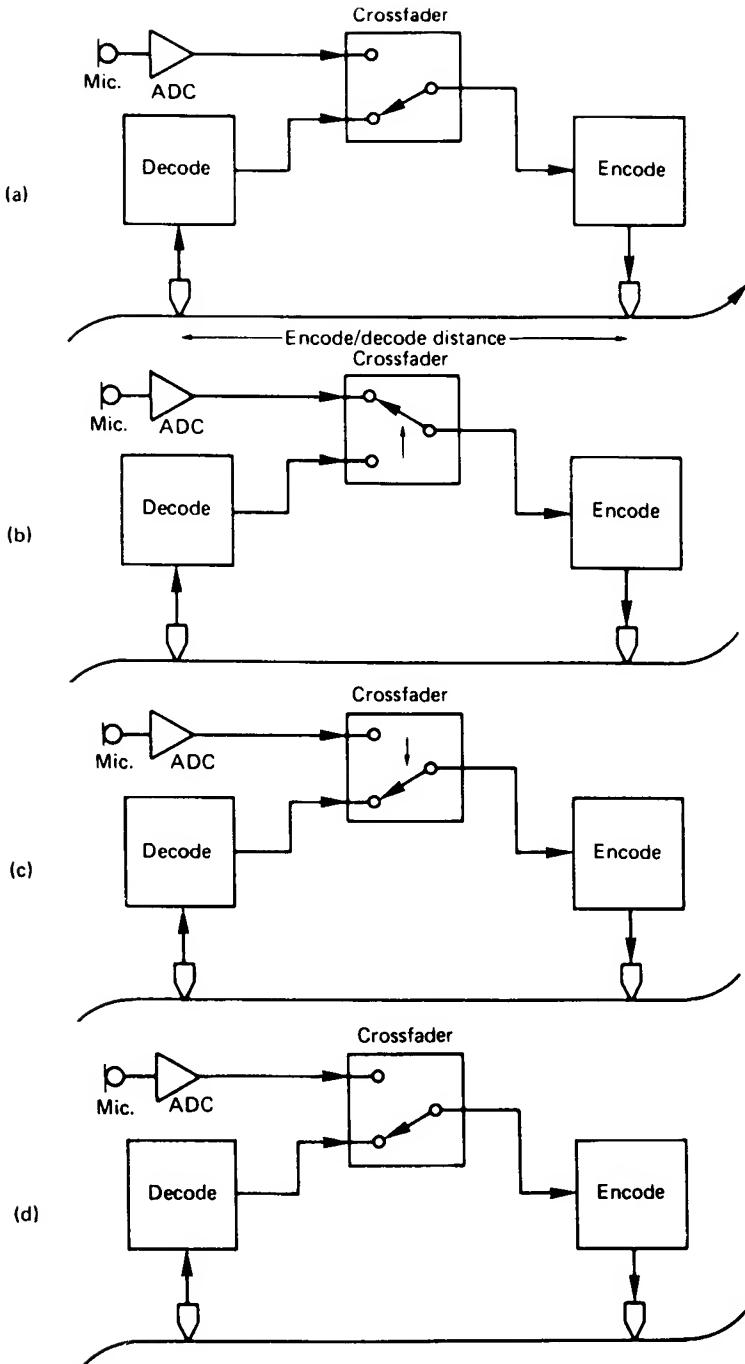 Crossfader
Mic.
ADC
Decode
Encode
(a)
Encode/decode distance
Crossfader
Mic.
ADC
Decode
Encode
(b)
Crossfader
Mic.
ADC
Decode
Encode
(c)
Crossfader
Mic.
ADC
Decode
Encode
(d)